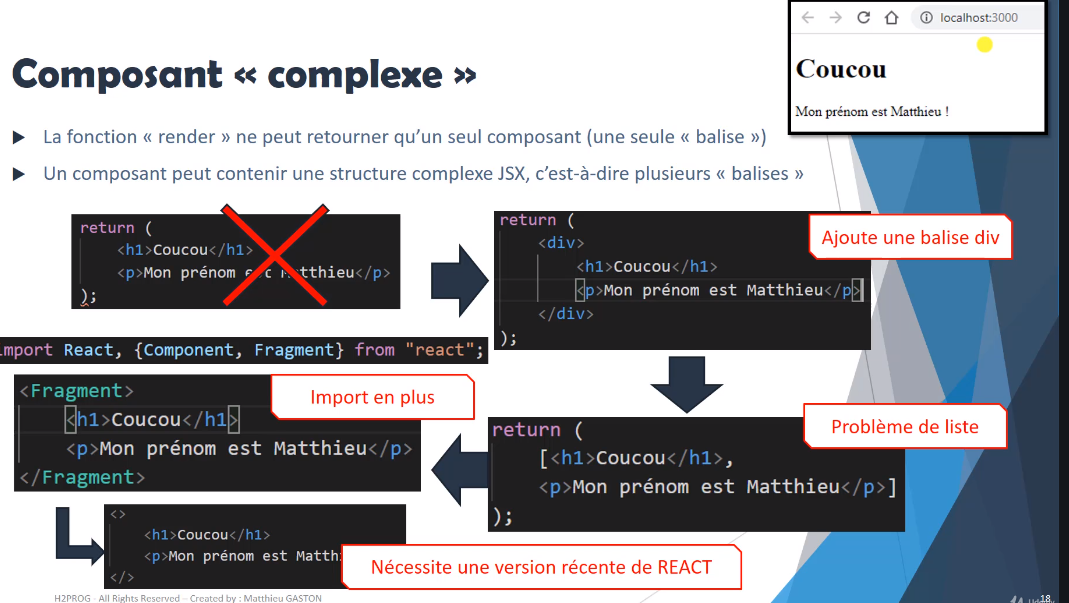 localhost:3000
Coucou
Mon prénom est Matthieu !
Composant « complexe »
La fonction « render » ne peut retourner qu’un seul composant (une seule « balise »)
Un composant peut contenir une structure complexe JSX, c’est-à-dire plusieurs « balises »
return (
<h1>Coucou</h1>
<p>Mon prénom est Matthieu</p>
);
return (
<div>
<h1>Coucou</h1>
<p>Mon prénom est Matthieu</p>
</div>
);
Ajoute une balise div
import React, {Component, Fragment} from "react";
<Fragment>
<h1>Coucou</h1>
<p>Mon prénom est Matthieu</p>
</Fragment>
Import en plus
return (
[<h1>Coucou</h1>,
<p>Mon prénom est Matthieu</p>]
);
Problème de liste
<>
<h1>Coucou</h1>
<p>Mon prénom est Matthi
</>
Nécessite une version récente de REACT
H2PROG - All Rights Reserved – Created by : Matthieu GASTON
18
Udemy